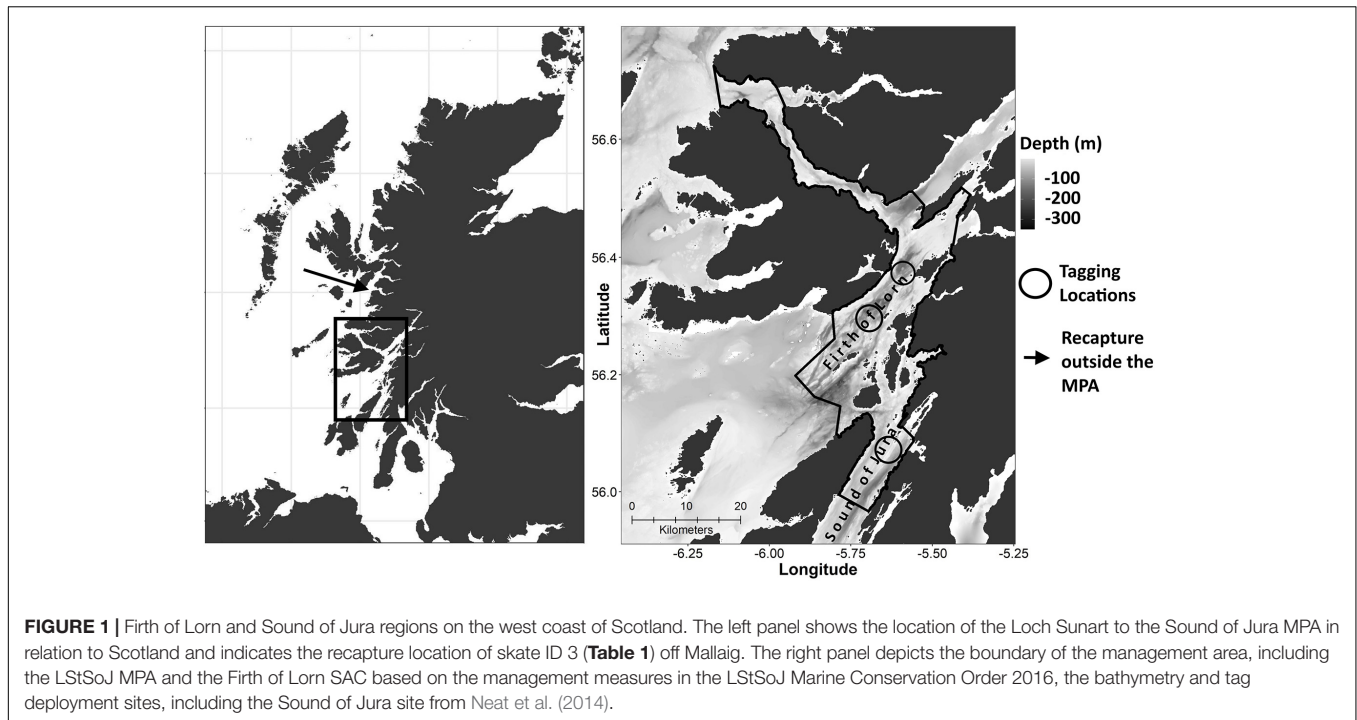 56.6
56.4
56.2
56.0
Latitude
Firth of Lorn
Sound of Jura
0 10 20
Kilometers
-6.25 -6.00 -5.75 -5.50 -5.25
Longitude
Depth (m)
-100
-200
-300
Tagging
Locations
Recapture
outside the
MPA
FIGURE 1 | Firth of Lorn and Sound of Jura regions on the west coast of Scotland. The left panel shows the location of the Loch Sunart to the Sound of Jura MPA in
relation to Scotland and indicates the recapture location of skate ID 3 (Table 1) off Mallaig. The right panel depicts the boundary of the management area, including
the LStSoJ MPA and the Firth of Lorn SAC based on the management measures in the LStSoJ Marine Conservation Order 2016, the bathymetry and tag
deployment sites, including the Sound of Jura site from Neat et al. (2014).